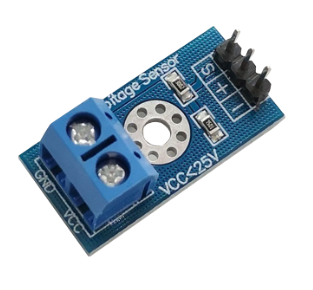 Voltage Sensor
S + -
VCC<25V
GND
VCC